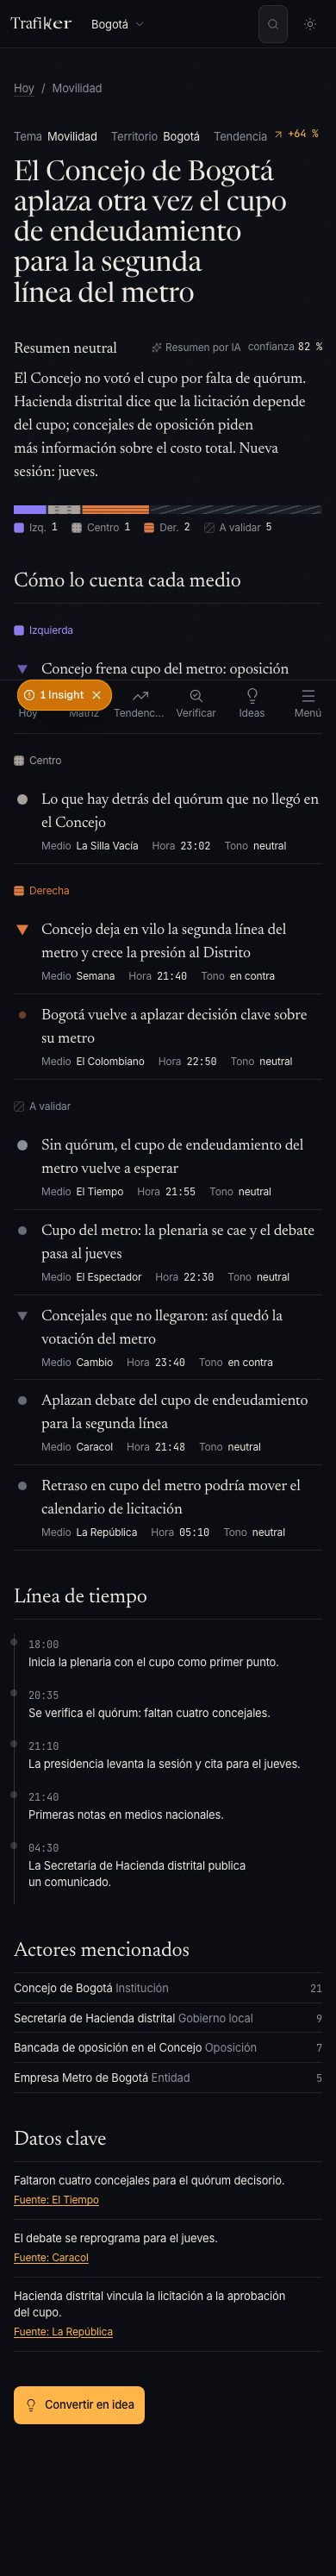 Trafiker Bogotá
Hoy / Movilidad
Tema Movilidad Territorio Bogotá Tendencia +64 %
El Concejo de Bogotá
aplaza otra vez el cupo
de endeudamiento
para la segunda
línea del metro
Resumen neutral Resumen por IA confianza 82 %
El Concejo no votó el cupo por falta de quórum.
Hacienda distrital dice que la licitación depende
del cupo; concejales de oposición piden
más información sobre el costo total. Nueva
sesión: jueves.
Izq. 1 Centro 1 Der. 2 A validar 5
Cómo lo cuenta cada medio
Izquierda
Concejo frena cupo del metro: oposición
1 Insight
Hoy Matriz Tendenc... Verificar Ideas Menú
Centro
Lo que hay detrás del quórum que no llegó en
el Concejo
Medio La Silla Vacía Hora 23:02 Tono neutral
Derecha
Concejo deja en vilo la segunda línea del
metro y crece la presión al Distrito
Medio Semana Hora 21:40 Tono en contra
Bogotá vuelve a aplazar decisión clave sobre
su metro
Medio El Colombiano Hora 22:50 Tono neutral
A validar
Sin quórum, el cupo de endeudamiento del
metro vuelve a esperar
Medio El Tiempo Hora 21:55 Tono neutral
Cupo del metro: la plenaria se cae y el debate
pasa al jueves
Medio El Espectador Hora 22:30 Tono neutral
Concejales que no llegaron: así quedó la
votación del metro
Medio Cambio Hora 23:40 Tono en contra
Aplazan debate del cupo de endeudamiento
para la segunda línea
Medio Caracol Hora 21:48 Tono neutral
Retraso en cupo del metro podría mover el
calendario de licitación
Medio La República Hora 05:10 Tono neutral
Línea de tiempo
18:00
Inicia la plenaria con el cupo como primer punto.
20:35
Se verifica el quórum: faltan cuatro concejales.
21:10
La presidencia levanta la sesión y cita para el jueves.
21:40
Primeras notas en medios nacionales.
04:30
La Secretaría de Hacienda distrital publica
un comunicado.
Actores mencionados
Concejo de Bogotá Institución 21
Secretaría de Hacienda distrital Gobierno local 9
Bancada de oposición en el Concejo Oposición 7
Empresa Metro de Bogotá Entidad 5
Datos clave
Faltaron cuatro concejales para el quórum decisorio.
Fuente: El Tiempo
El debate se reprograma para el jueves.
Fuente: Caracol
Hacienda distrital vincula la licitación a la aprobación
del cupo.
Fuente: La República
Convertir en idea